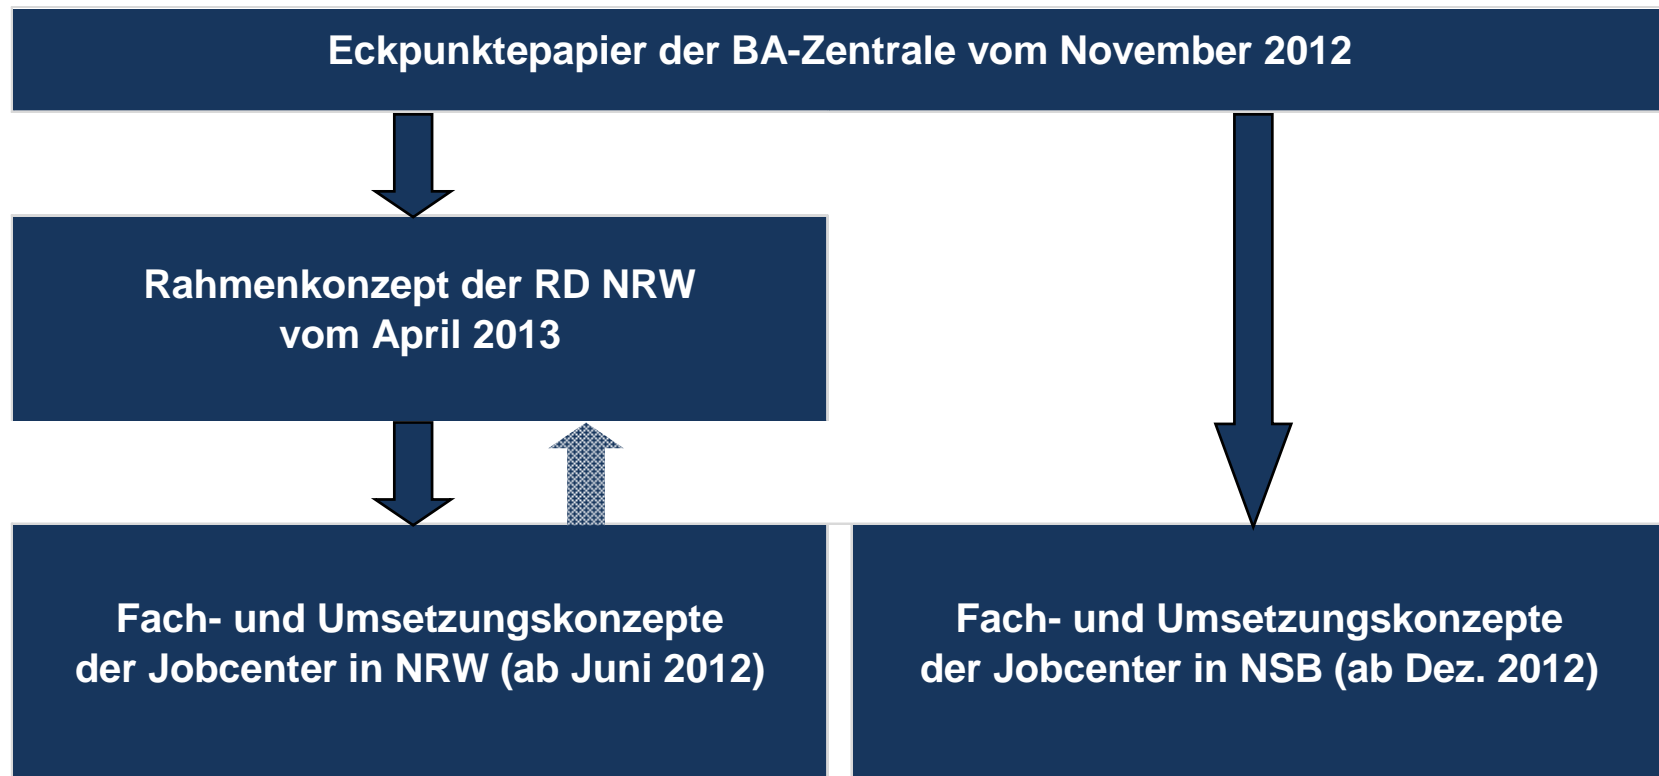 Eckpunktepapier der BA-Zentrale vom November 2012
Rahmenkonzept der RD NRW
vom April 2013
Fach- und Umsetzungskonzepte
der Jobcenter in NRW (ab Juni 2012)
Fach- und Umsetzungskonzepte
der Jobcenter in NSB (ab Dez. 2012)